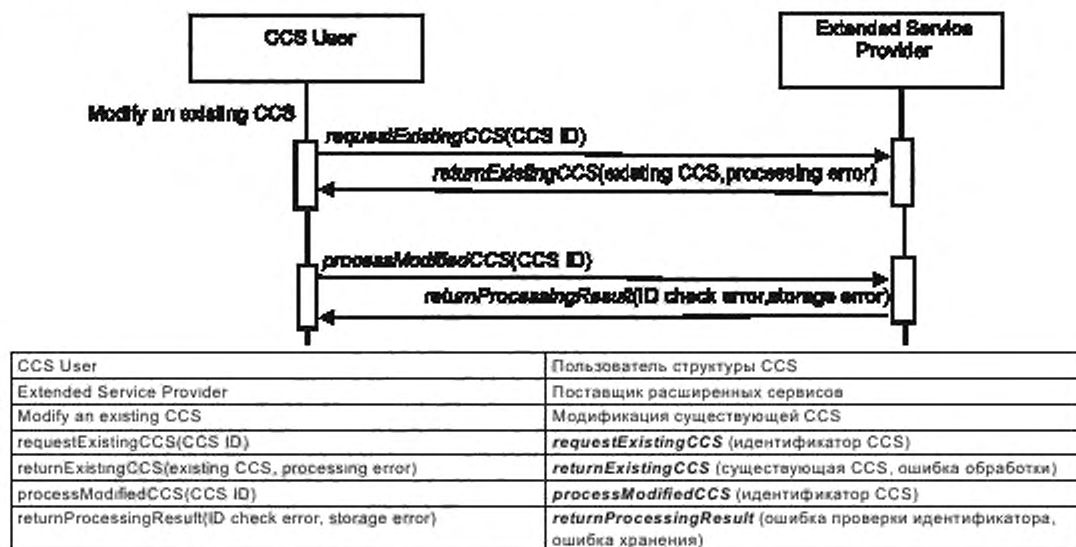 CCS User
Extended Service
Provider
Modify an existing CCS
requestExistingCCS(CCS ID)
returnExistingCCS(existing CCS,processing error)
processModifiedCCS(CCS ID)
returnProcessingResult(ID check error,storage error)
CCS User Пользователь структуры CCS
Extended Service Provider Поставщик расширенных сервисов
Modify an existing CCS Модификация существующей CCS
requestExistingCCS(CCS ID) requestExistingCCS (идентификатор CCS)
returnExistingCCS(existing CCS, processing error) returnExistingCCS (существующая CCS, ошибка обработки)
processModifiedCCS(CCS ID) processModifiedCCS (идентификатор CCS)
returnProcessingResult(ID check error, storage error) returnProcessingResult (ошибка проверки идентификатора,
ошибка хранения)